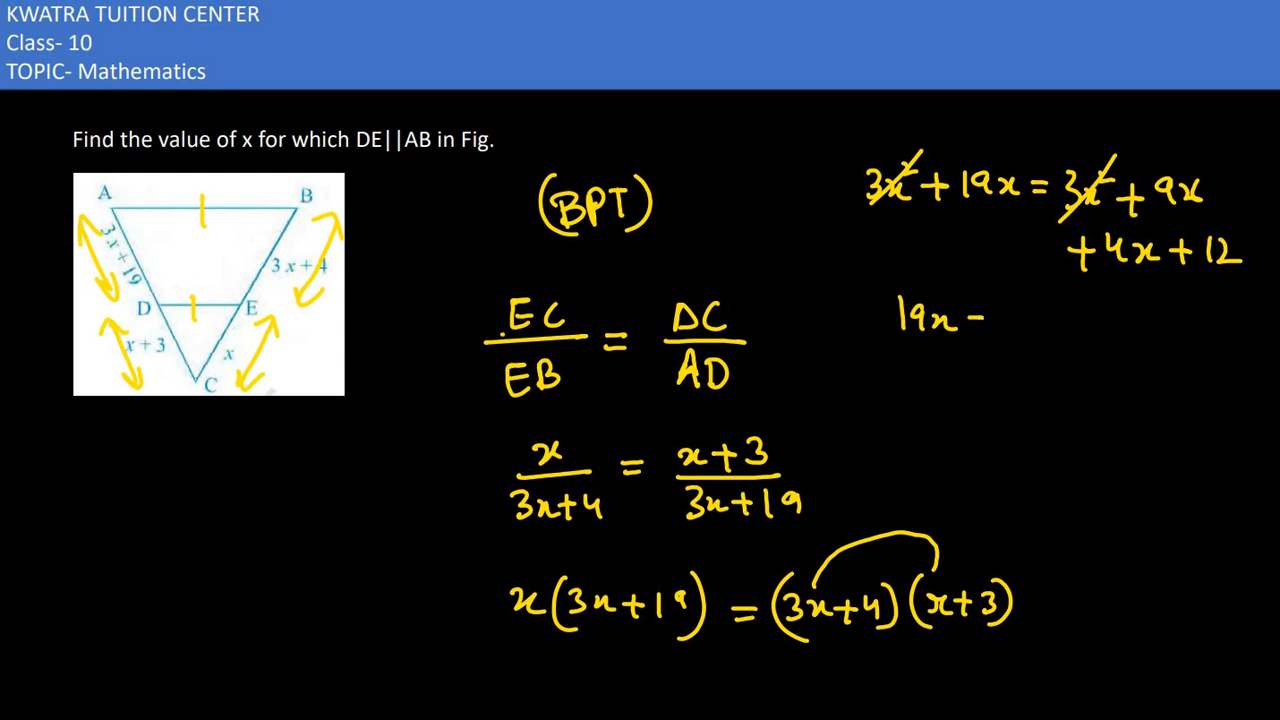 KWATRA TUITION CENTER
Class- 10
TOPIC- Mathematics
Find the value of x for which DE||AB in Fig.
A
B
3x + 19
3x + 4
D
E
x + 3
x
C
(BPT)
EC/EB = DC/AD
x/3x+4 = x+3/3x+19
x(3x+19) = (3x+4)(x+3)
3x² + 19x = 3x² + 9x
+ 4x + 12
19x -